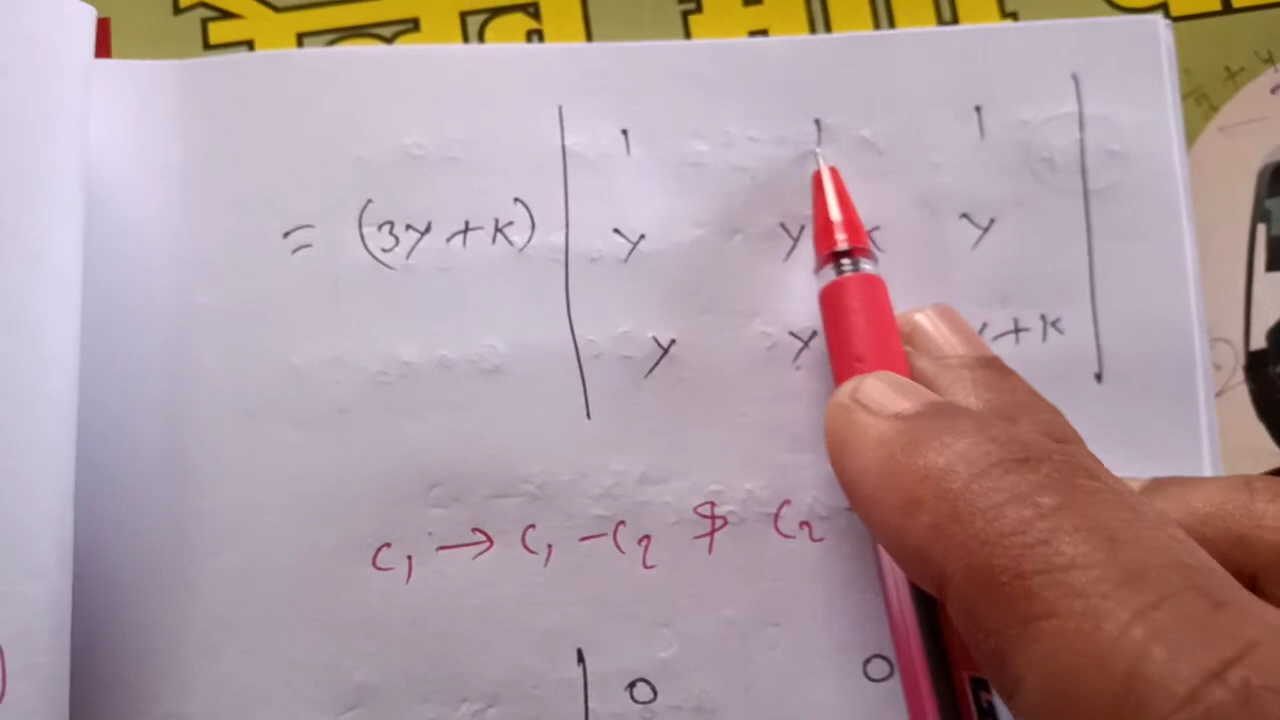 1 1 1
= (3y+k) y y k y
y y +k
C₁ → C₁ -C₂ $ C₂
0 0